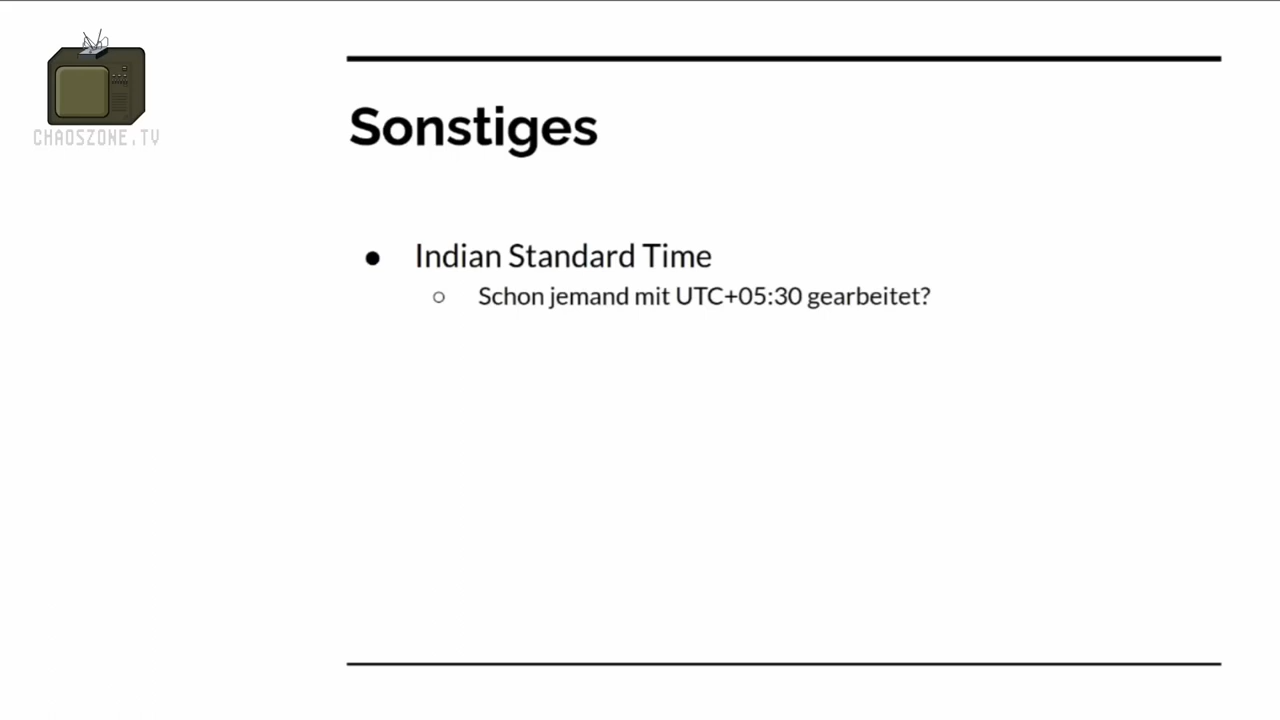 CHAOSZONE.TV
Sonstiges
● Indian Standard Time
○ Schon jemand mit UTC+05:30 gearbeitet?